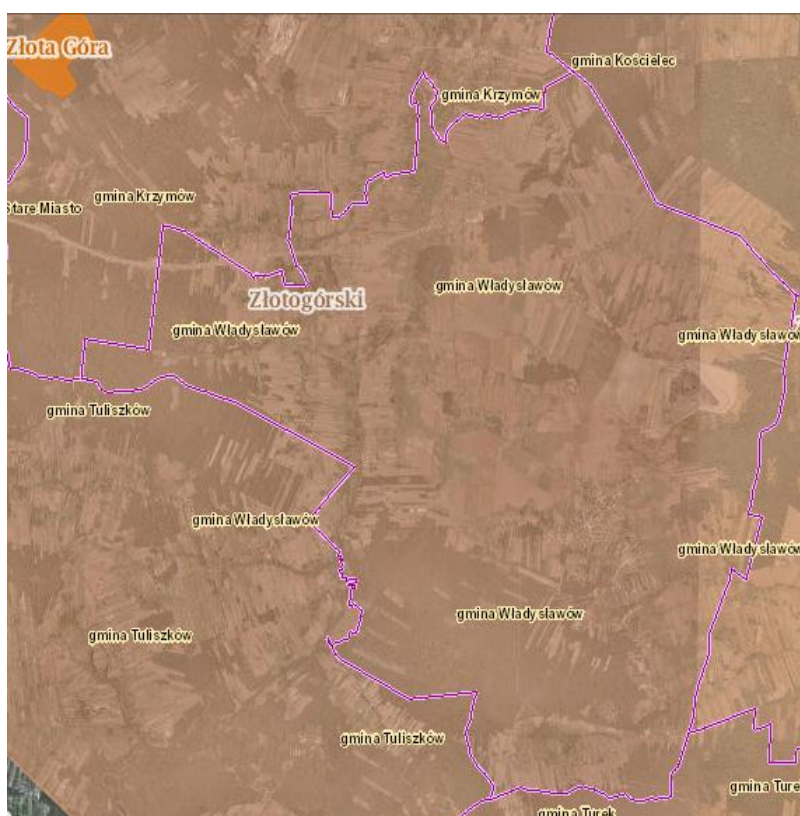 Złota Góra
gmina Kościelec
gmina Krzymów
gmina Krzymów
Stare Miasto
gmina Władysławów
Złotogórski
gmina Władysławów
gmina Władysławów
gmina Tuliszków
gmina Władysławów
gmina Władysławów
gmina Władysławów
gmina Tuliszków
gmina Tuliszków
gmina Turek
gmina Turek